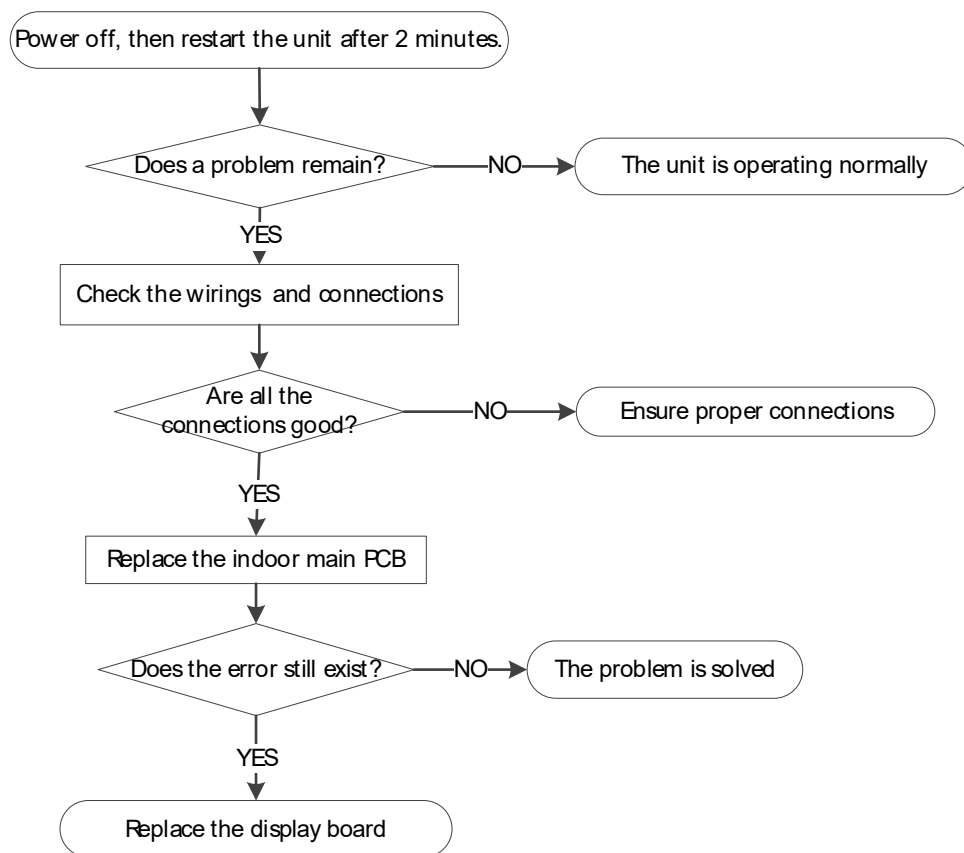 Power off, then restart the unit after 2 minutes.
Does a problem remain?
NO
The unit is operating normally
YES
Check the wirings and connections
Are all the
connections good?
NO
Ensure proper connections
YES
Replace the indoor main PCB
Does the error still exist?
NO
The problem is solved
YES
Replace the display board